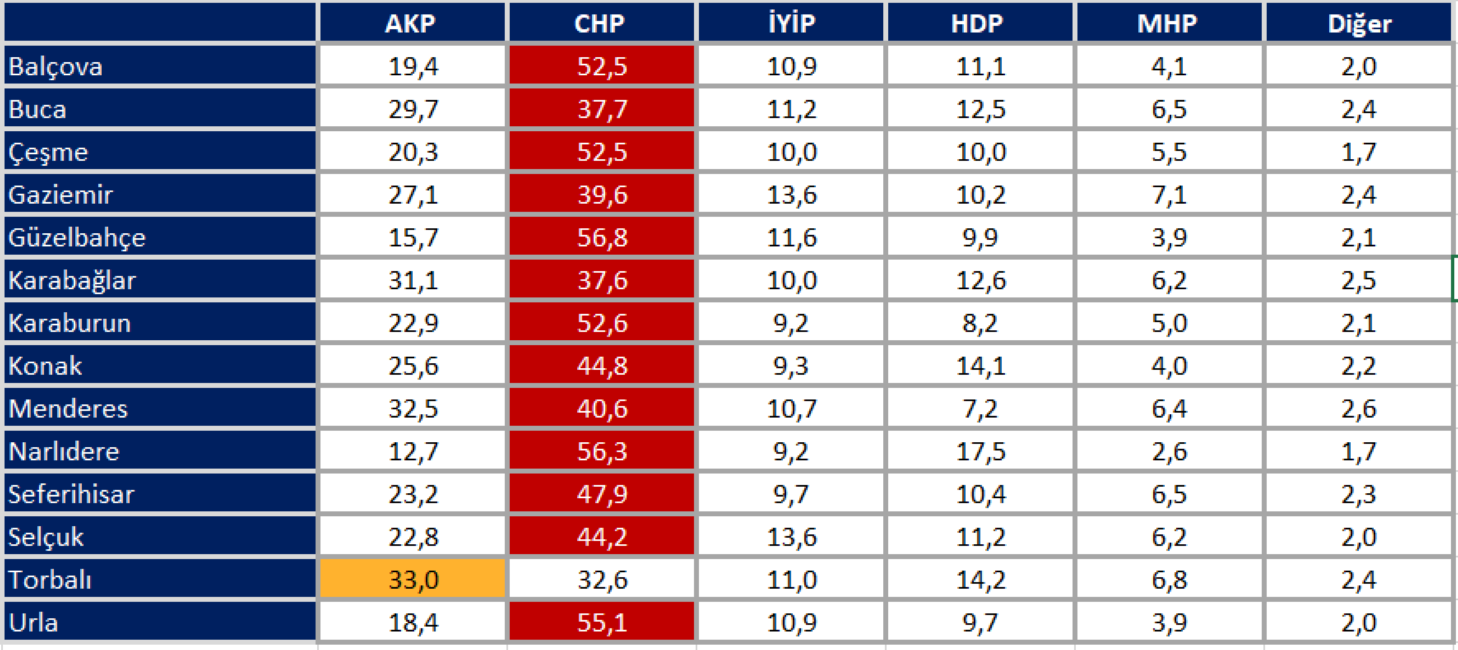 AKP CHP İYİP HDP MHP Diğer
Balçova 19,4 52,5 10,9 11,1 4,1 2,0
Buca 29,7 37,7 11,2 12,5 6,5 2,4
Çeşme 20,3 52,5 10,0 10,0 5,5 1,7
Gaziemir 27,1 39,6 13,6 10,2 7,1 2,4
Güzelbahçe 15,7 56,8 11,6 9,9 3,9 2,1
Karabağlar 31,1 37,6 10,0 12,6 6,2 2,5
Karaburun 22,9 52,6 9,2 8,2 5,0 2,1
Konak 25,6 44,8 9,3 14,1 4,0 2,2
Menderes 32,5 40,6 10,7 7,2 6,4 2,6
Narlıdere 12,7 56,3 9,2 17,5 2,6 1,7
Seferihisar 23,2 47,9 9,7 10,4 6,5 2,3
Selçuk 22,8 44,2 13,6 11,2 6,2 2,0
Torbalı 33,0 32,6 11,0 14,2 6,8 2,4
Urla 18,4 55,1 10,9 9,7 3,9 2,0